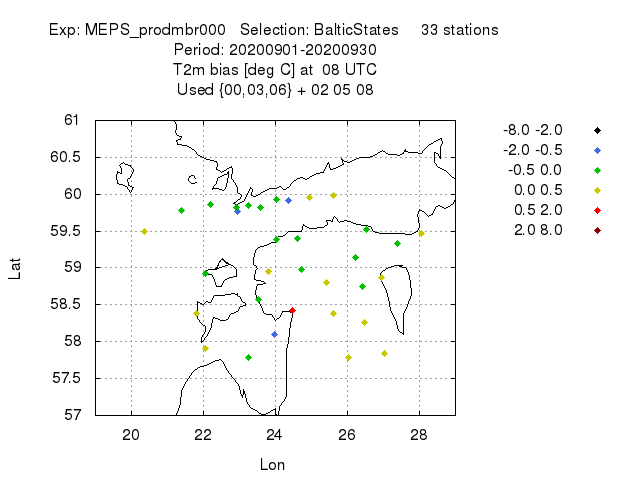 Exp: MEPS_prodmbr000 Selection: BalticStates 33 stations
Period: 20200901-20200930
T2m bias [deg C] at 08 UTC
Used {00,03,06} + 02 05 08
61
60.5
60
59.5
59
58.5
58
57.5
57
Lat
20 22 24 26 28
Lon
-8.0 -2.0
-2.0 -0.5
-0.5 0.0
0.0 0.5
0.5 2.0
2.0 8.0